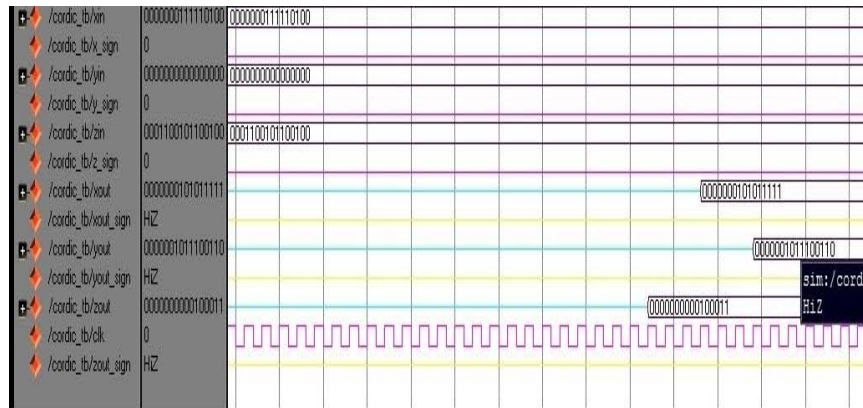 /cordic_tb/xin 0000000111110100 0000000111110100
/cordic_tb/x_sign 0
/cordic_tb/yin 0000000000000000 0000000000000000
/cordic_tb/y_sign 0
/cordic_tb/zin 0001100101100100 0001100101100100
/cordic_tb/z_sign 0
/cordic_tb/xout 0000000101011111 0000000101011111
/cordic_tb/xout_sign HiZ
/cordic_tb/yout 0000001011100110 0000001011100110
/cordic_tb/yout_sign HiZ
sim:/cord
/cordic_tb/zout 0000000000100011 0000000000100011 HiZ
/cordic_tb/clk 0
/cordic_tb/zout_sign HiZ